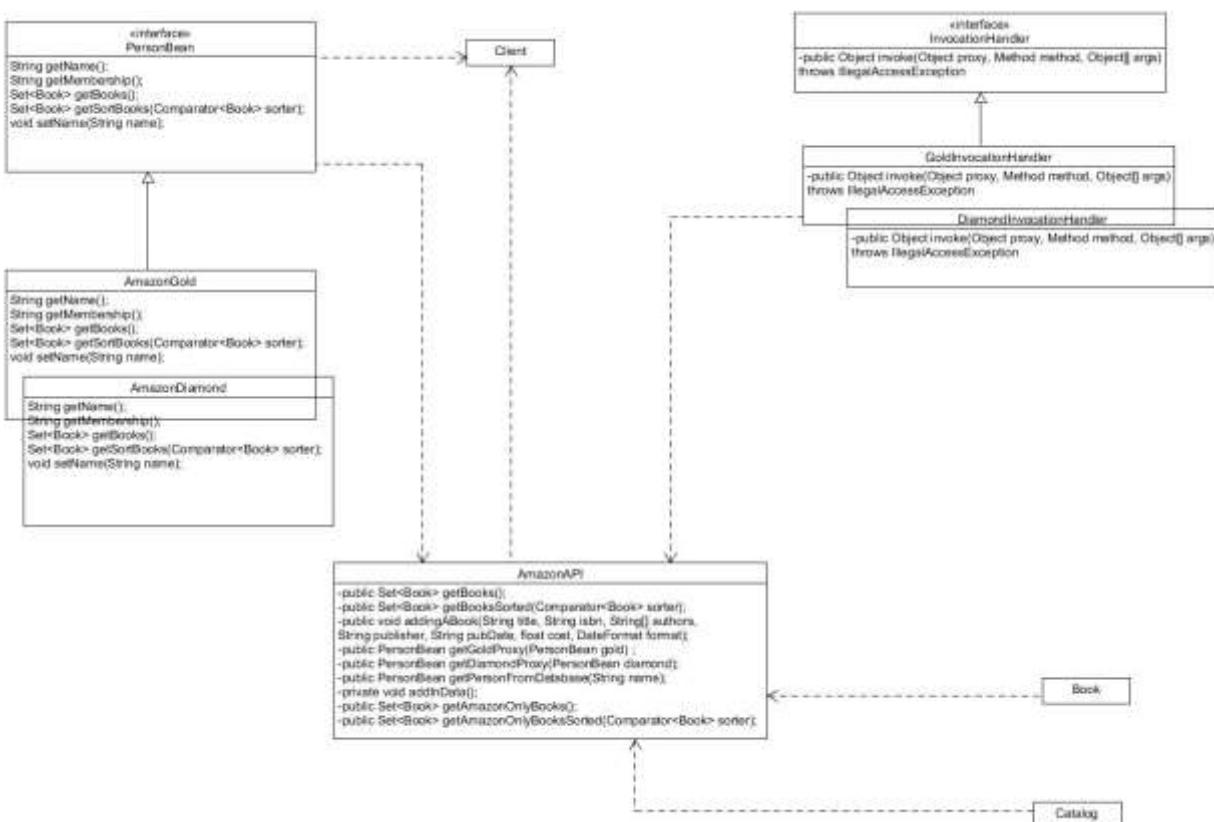 «interface»
PersonBean
String getName();
String getMembership();
Set<Book> getBooks();
Set<Book> getSortBooks(Comparator<Book> sorter);
void setName(String name);
Client
«interface»
InvocationHandler
-public Object invoke(Object proxy, Method method, Object[] args)
throws IllegalAccessException
GoldInvocationHandler
-public Object invoke(Object proxy, Method method, Object[] args)
throws IllegalAccessException
DiamondInvocationHandler
-public Object invoke(Object proxy, Method method, Object[] args)
throws IllegalAccessException
AmazonGold
String getName();
String getMembership();
Set<Book> getBooks();
Set<Book> getSortBooks(Comparator<Book> sorter);
void setName(String name);
AmazonDiamond
String getName();
String getMembership();
Set<Book> getBooks();
Set<Book> getSortBooks(Comparator<Book> sorter);
void setName(String name);
AmazonAPI
-public Set<Book> getBooks();
-public Set<Book> getBooksSorted(Comparator<Book> sorter);
-public void addingABook(String title, String isbn, String[] authors,
String publisher, String pubDate, float cost, DateFormat format);
-public PersonBean getGoldProxy(PersonBean gold) ;
-public PersonBean getDiamondProxy(PersonBean diamond);
-public PersonBean getPersonFromDatabase(String name);
-private void addInData();
-public Set<Book> getAmazonOnlyBooks();
-public Set<Book> getAmazonOnlyBooksSorted(Comparator<Book> sorter);
Book
Catalog